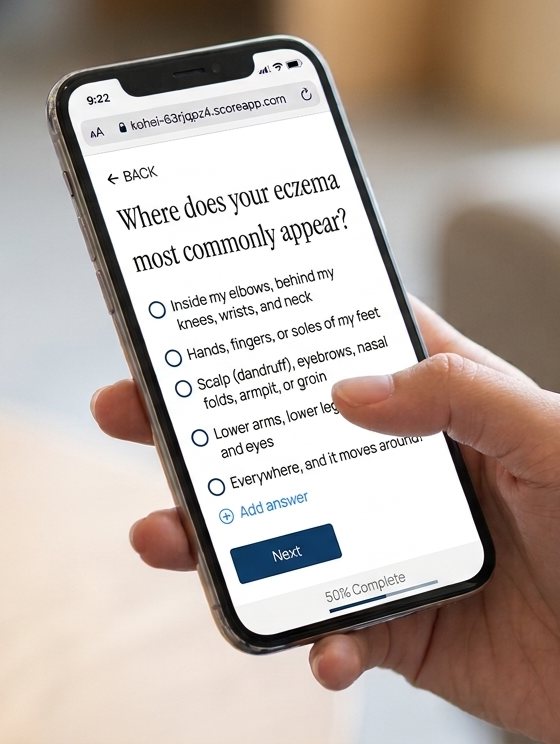 9:22
AA kohei-63rjqpz4.scoreapp.com
← BACK
Where does your eczema
most commonly appear?
Inside my elbows, behind my
knees, wrists, and neck
Hands, fingers, or soles of my feet
Scalp (dandruff), eyebrows, nasal
folds, armpit, or groin
Lower arms, lower
and eyes
Everywhere, and it moves around!
Add answer
Next
50% Complete